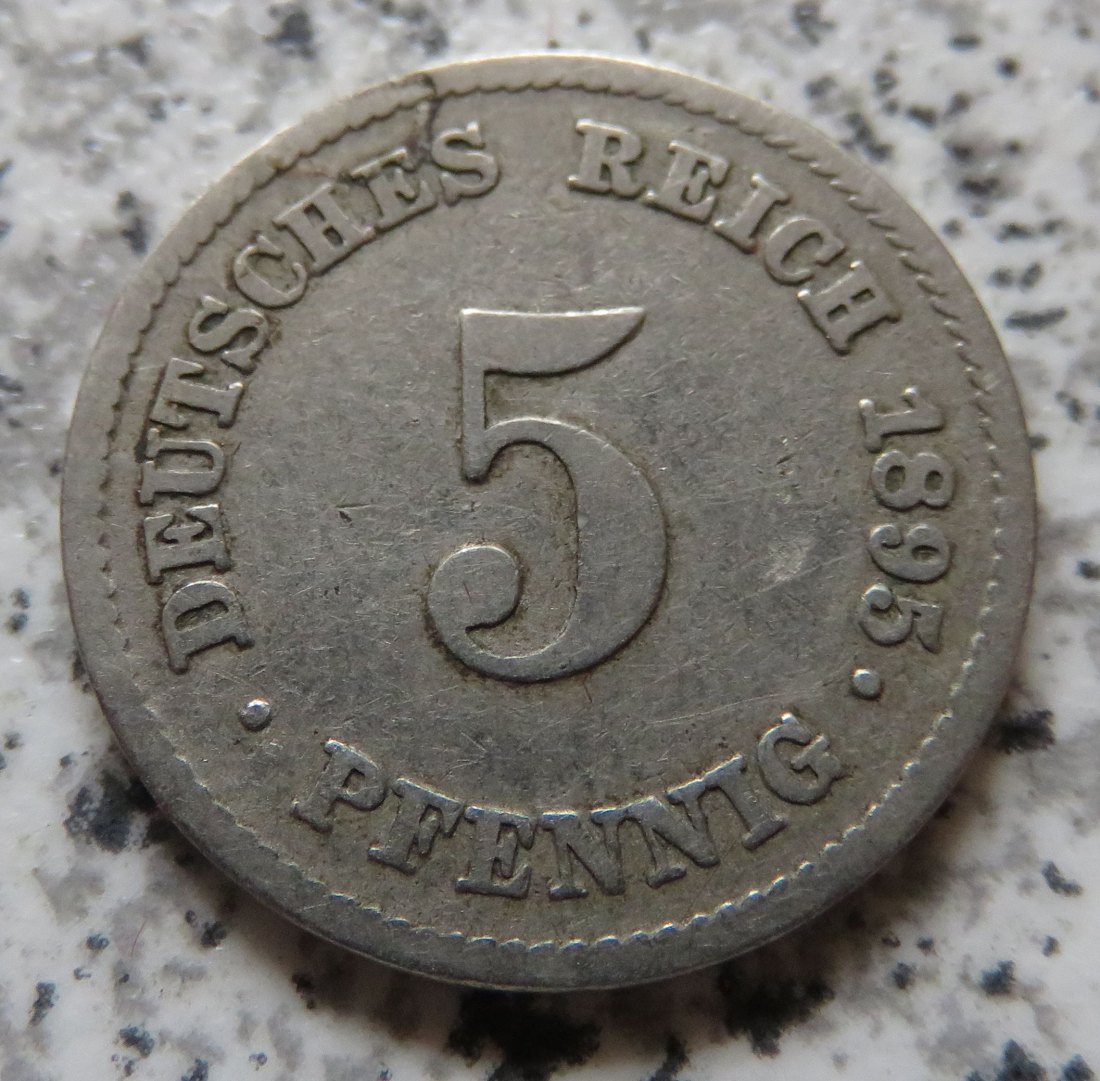 DEUTSCHES REICH 1895
5
PFENNIG